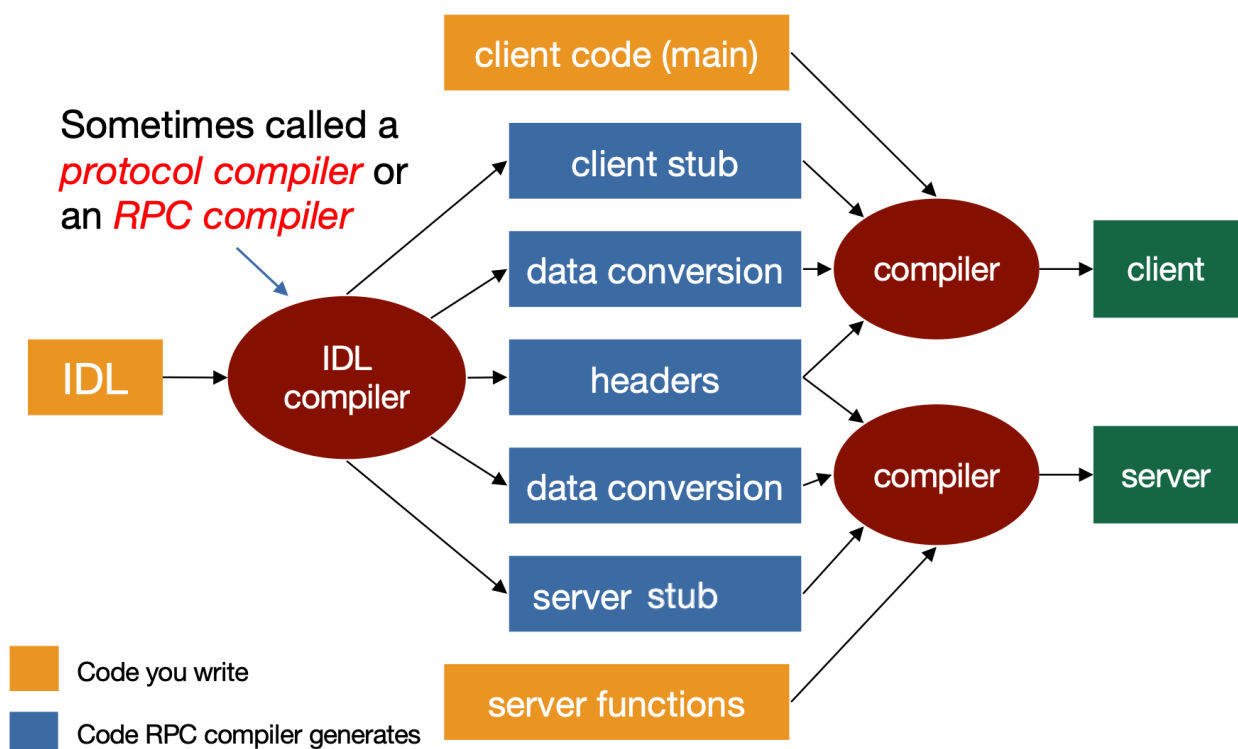 client code (main)
Sometimes called a
protocol compiler or
an RPC compiler
client stub
data conversion
compiler
client
IDL
IDL
compiler
headers
data conversion
compiler
server
server stub
Code you write
server functions
Code RPC compiler generates